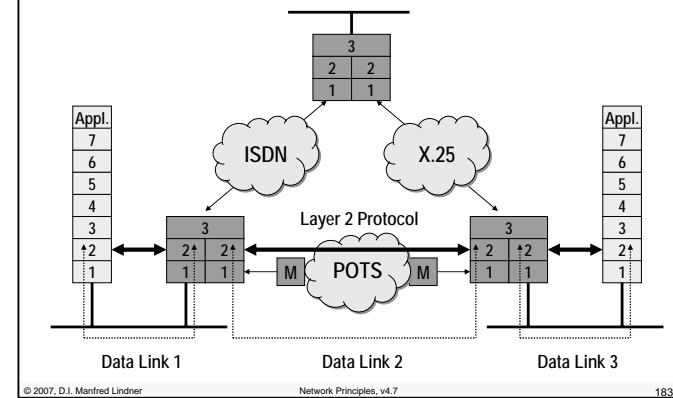 3
2 2
1 1
Appl.
7
6
5
4
3
2
1
ISDN
X.25
Appl.
7
6
5
4
3
2
1
3
2 2
1 1
Layer 2 Protocol
M
POTS
M
3
2 2
1 1
Data Link 1
Data Link 2
Data Link 3
© 2007, D.I. Manfred Lindner
Network Principles, v4.7
183